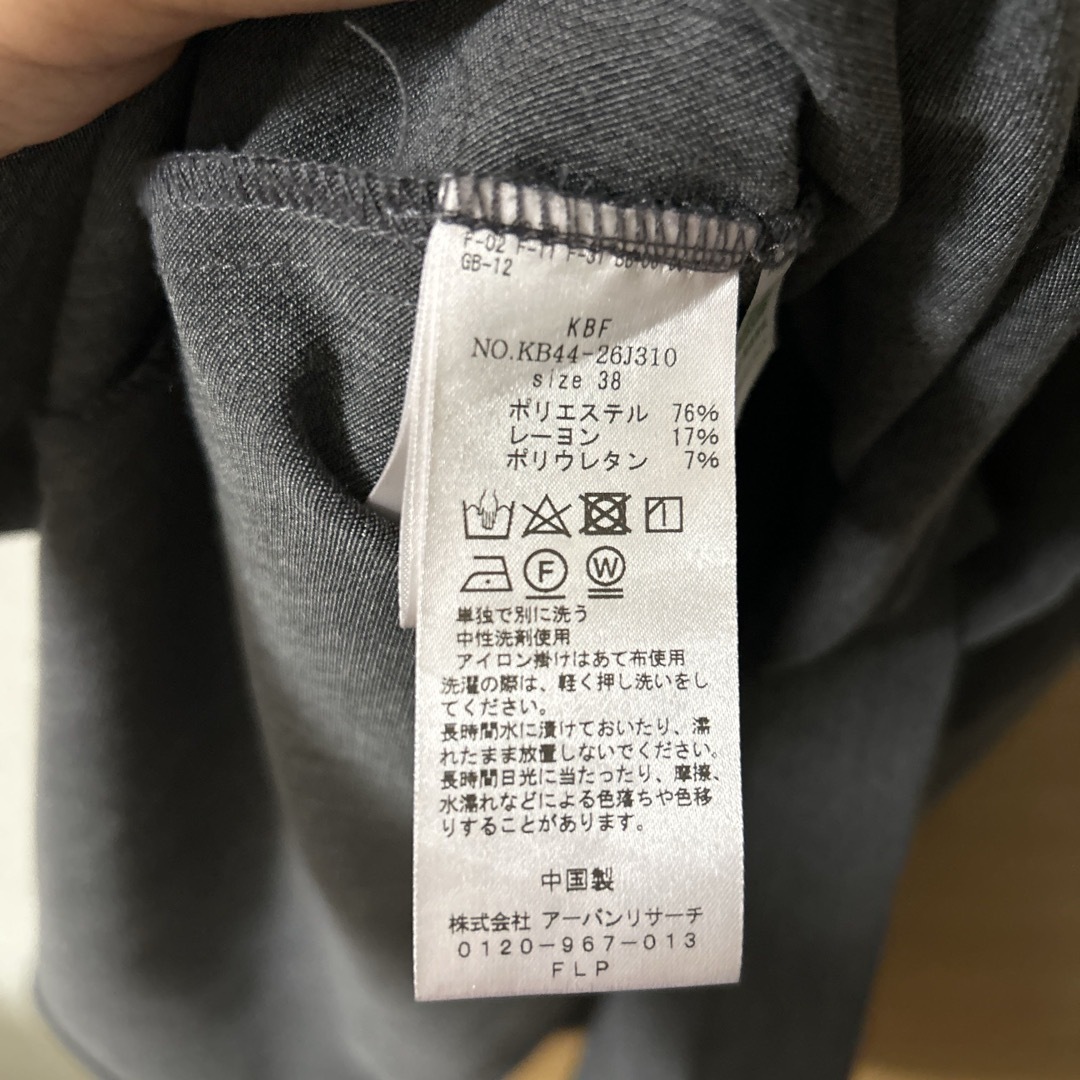 F-02 F-11 F-31
GB-12
KBF
NO.KB44-26J310
size 38
ポリエステル 76%
レーヨン 17%
ポリウレタン 7%
F W
単独で別に洗う
中性洗剤使用
アイロン掛けはあて布使用
洗濯の際は、軽く押し洗いをし
てください。
長時間水に漬けておいたり、濡
れたまま放置しないでください。
長時間日光に当たったり、摩擦、
水濡れなどによる色落ちや色移
りすることがあります。
中国製
株式会社 アーバンリサーチ
0120-967-013
FLP